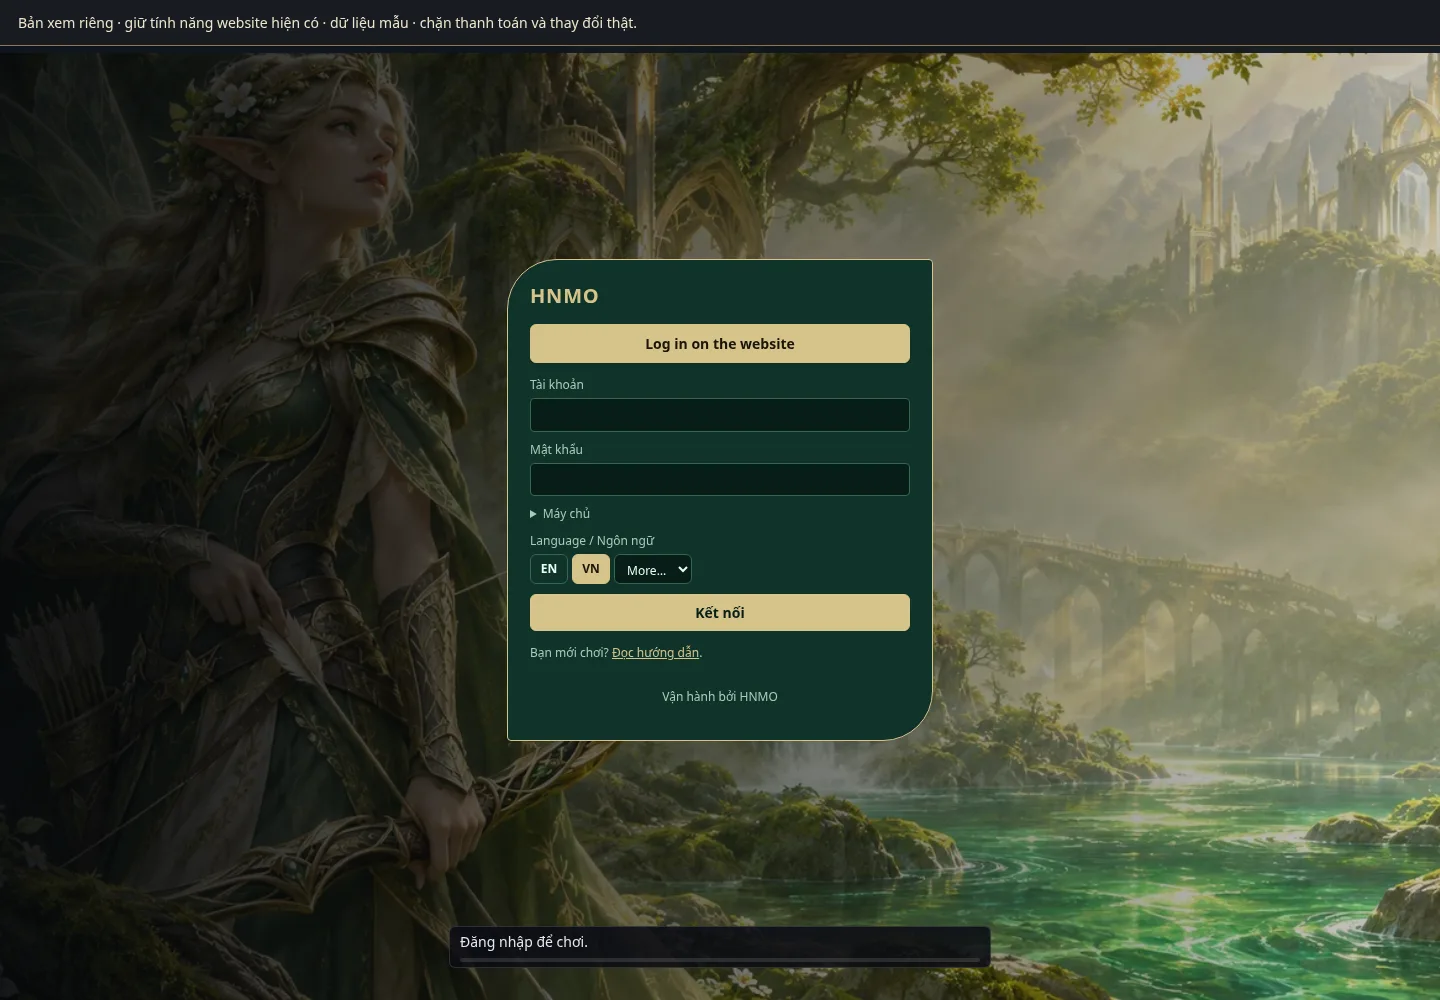 Bản xem riêng · giữ tính năng website hiện có · dữ liệu mẫu · chặn thanh toán và thay đổi thật.
HNMO
Log in on the website
Tài khoản
Mật khẩu
Máy chủ
Language / Ngôn ngữ
EN VN More...
Kết nối
Bạn mới chơi? Đọc hướng dẫn.
Vận hành bởi HNMO
Đăng nhập để chơi.